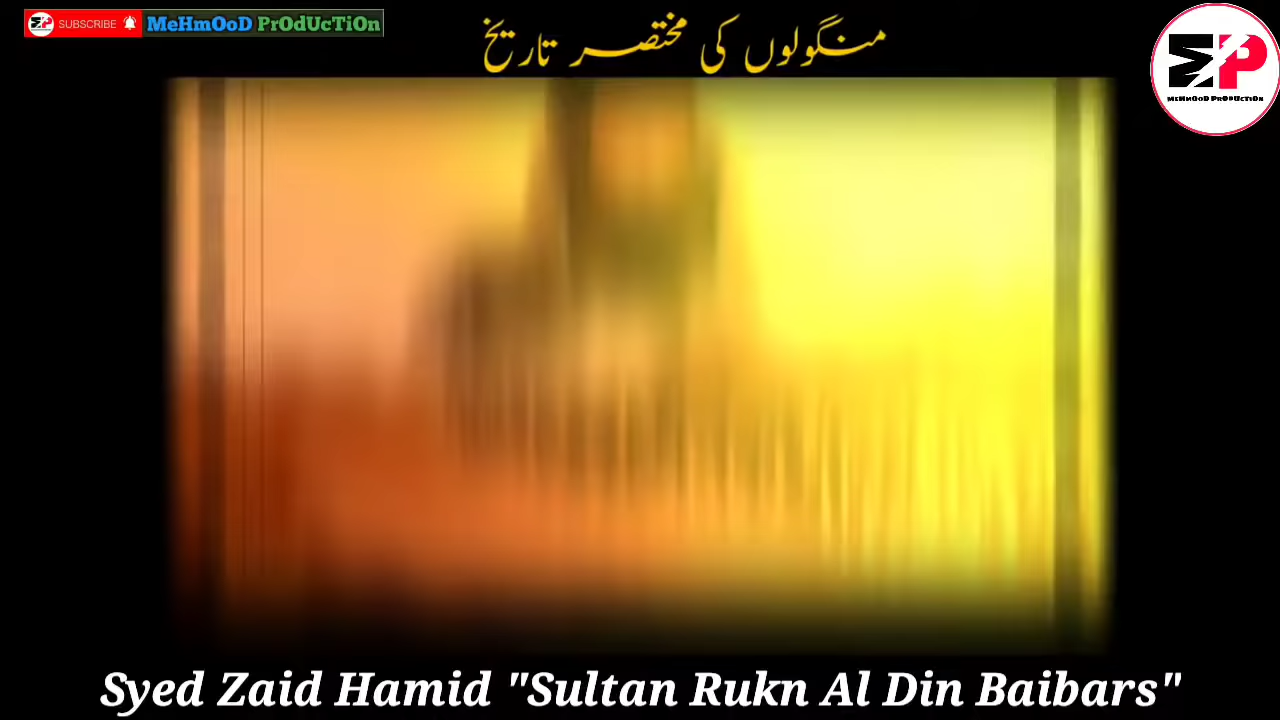 SUBSCRIBE MeHmOoD PrOdUcTiOn
منگولوں کی مختصر تاریخ
MeHmOoD PrOdUcTiOn
Syed Zaid Hamid "Sultan Rukn Al Din Baibars"